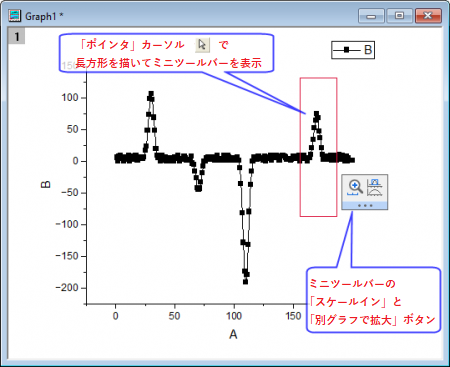 Graph1 *
1
「ポインタ」カーソル で
長方形を描いてミニツールバーを表示
B
100
50
0
-50
-100
-150
-200
B
0
50
100
150
A
ミニツールバーの
「スケールイン」と
「別グラフで拡大」ボタン